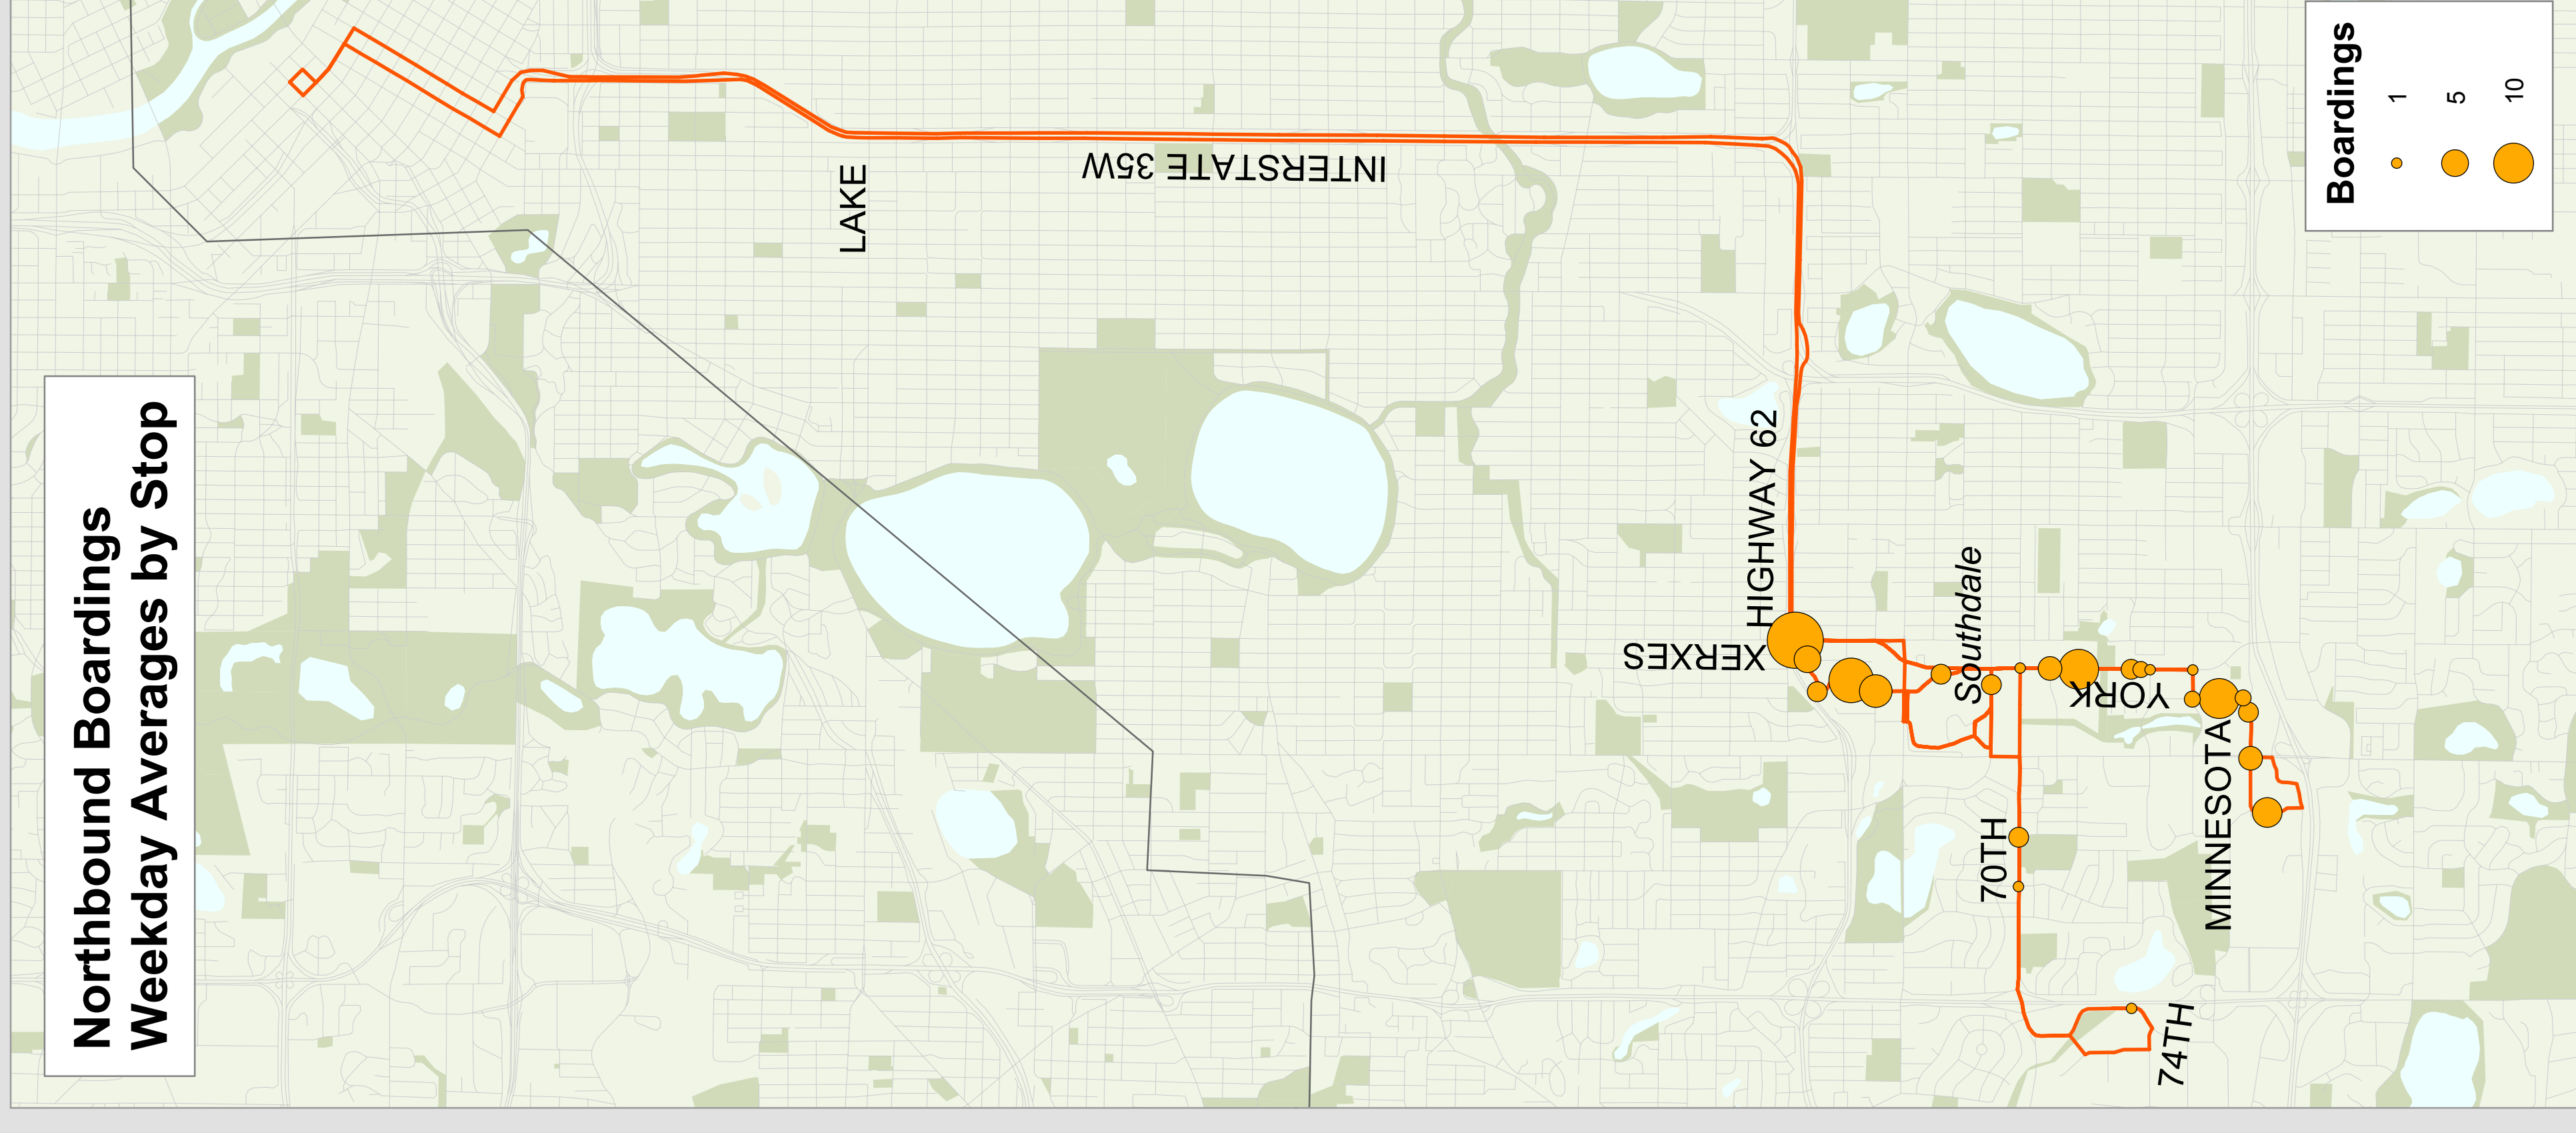 Northbound Boardings
Weekday Averages by Stop
LAKE
INTERSTATE 35W
HIGHWAY 62
XERXES
Southdale
YORK
70TH
MINNESOTA
74TH
Boardings
1
5
10